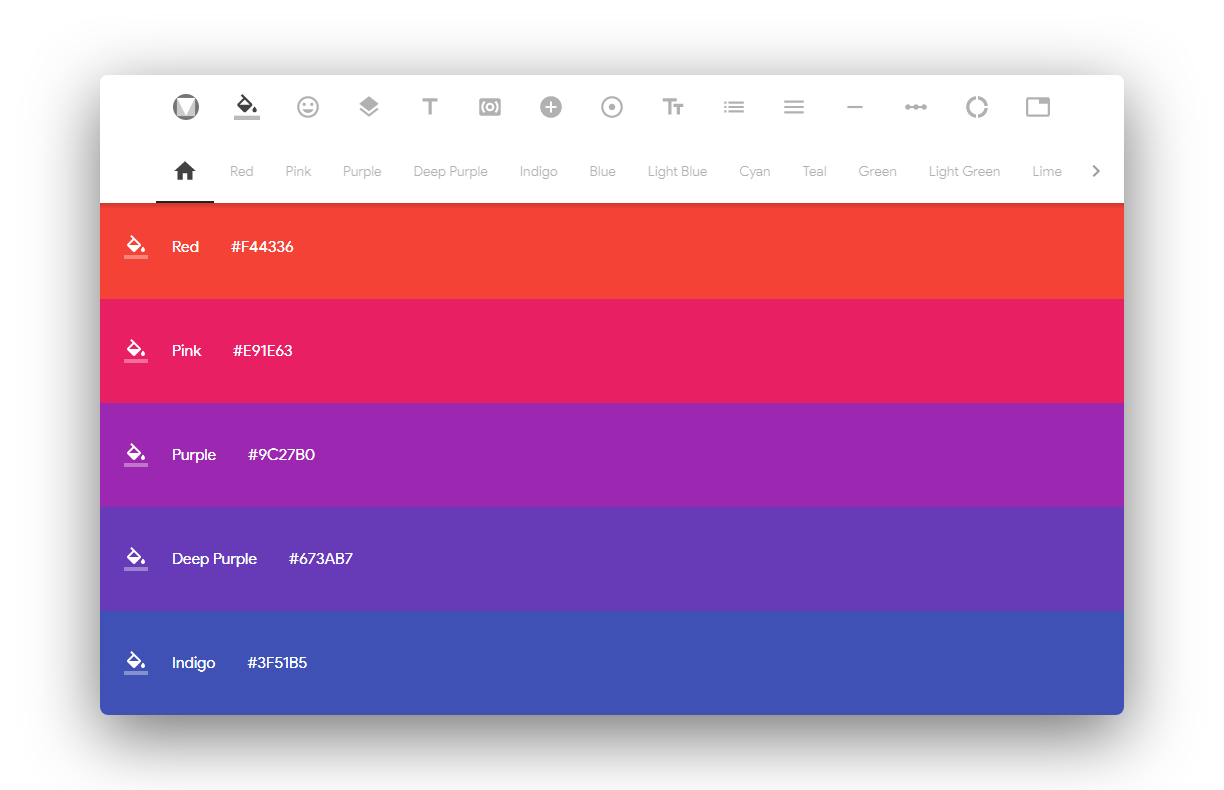 Red Pink Purple Deep Purple Indigo Blue Light Blue Cyan Teal Green Light Green Lime
Red #F44336
Pink #E91E63
Purple #9C27B0
Deep Purple #673AB7
Indigo #3F51B5